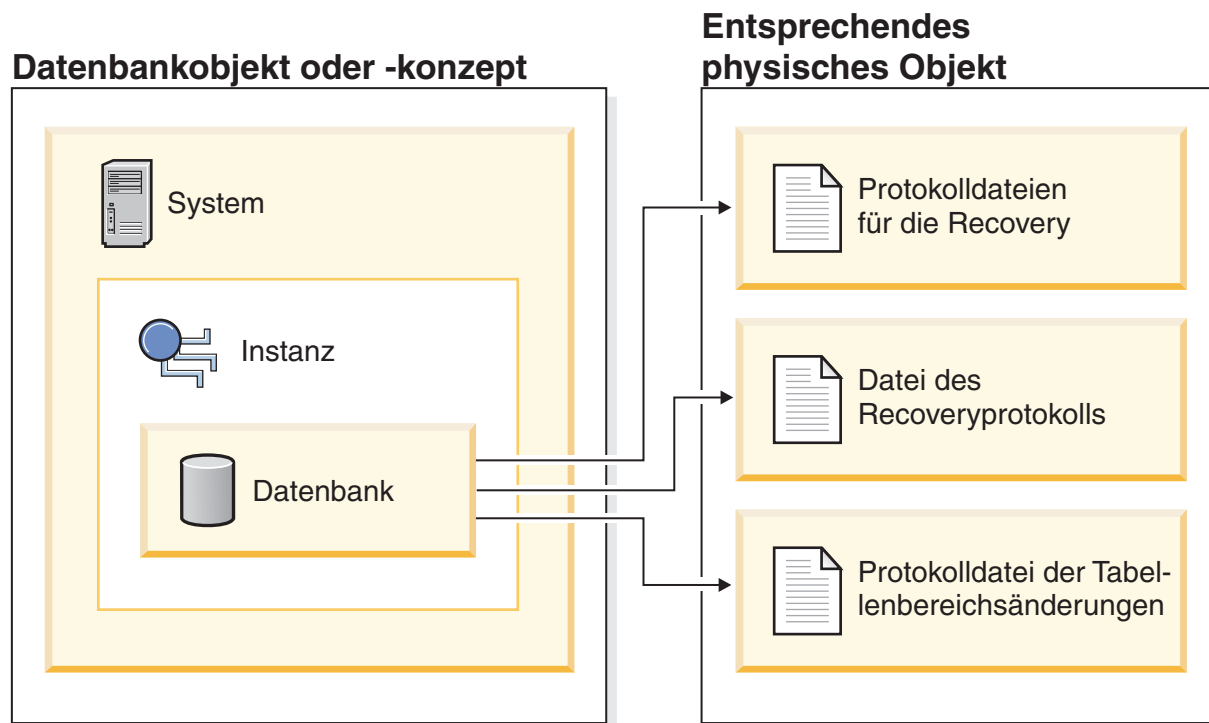 Datenbankobjekt oder -konzept
System
Instanz
Datenbank
Entsprechendes
physisches Objekt
Protokolldateien
für die Recovery
Datei des
Recoveryprotokolls
Protokolldatei der Tabel-
lenbereichsänderungen